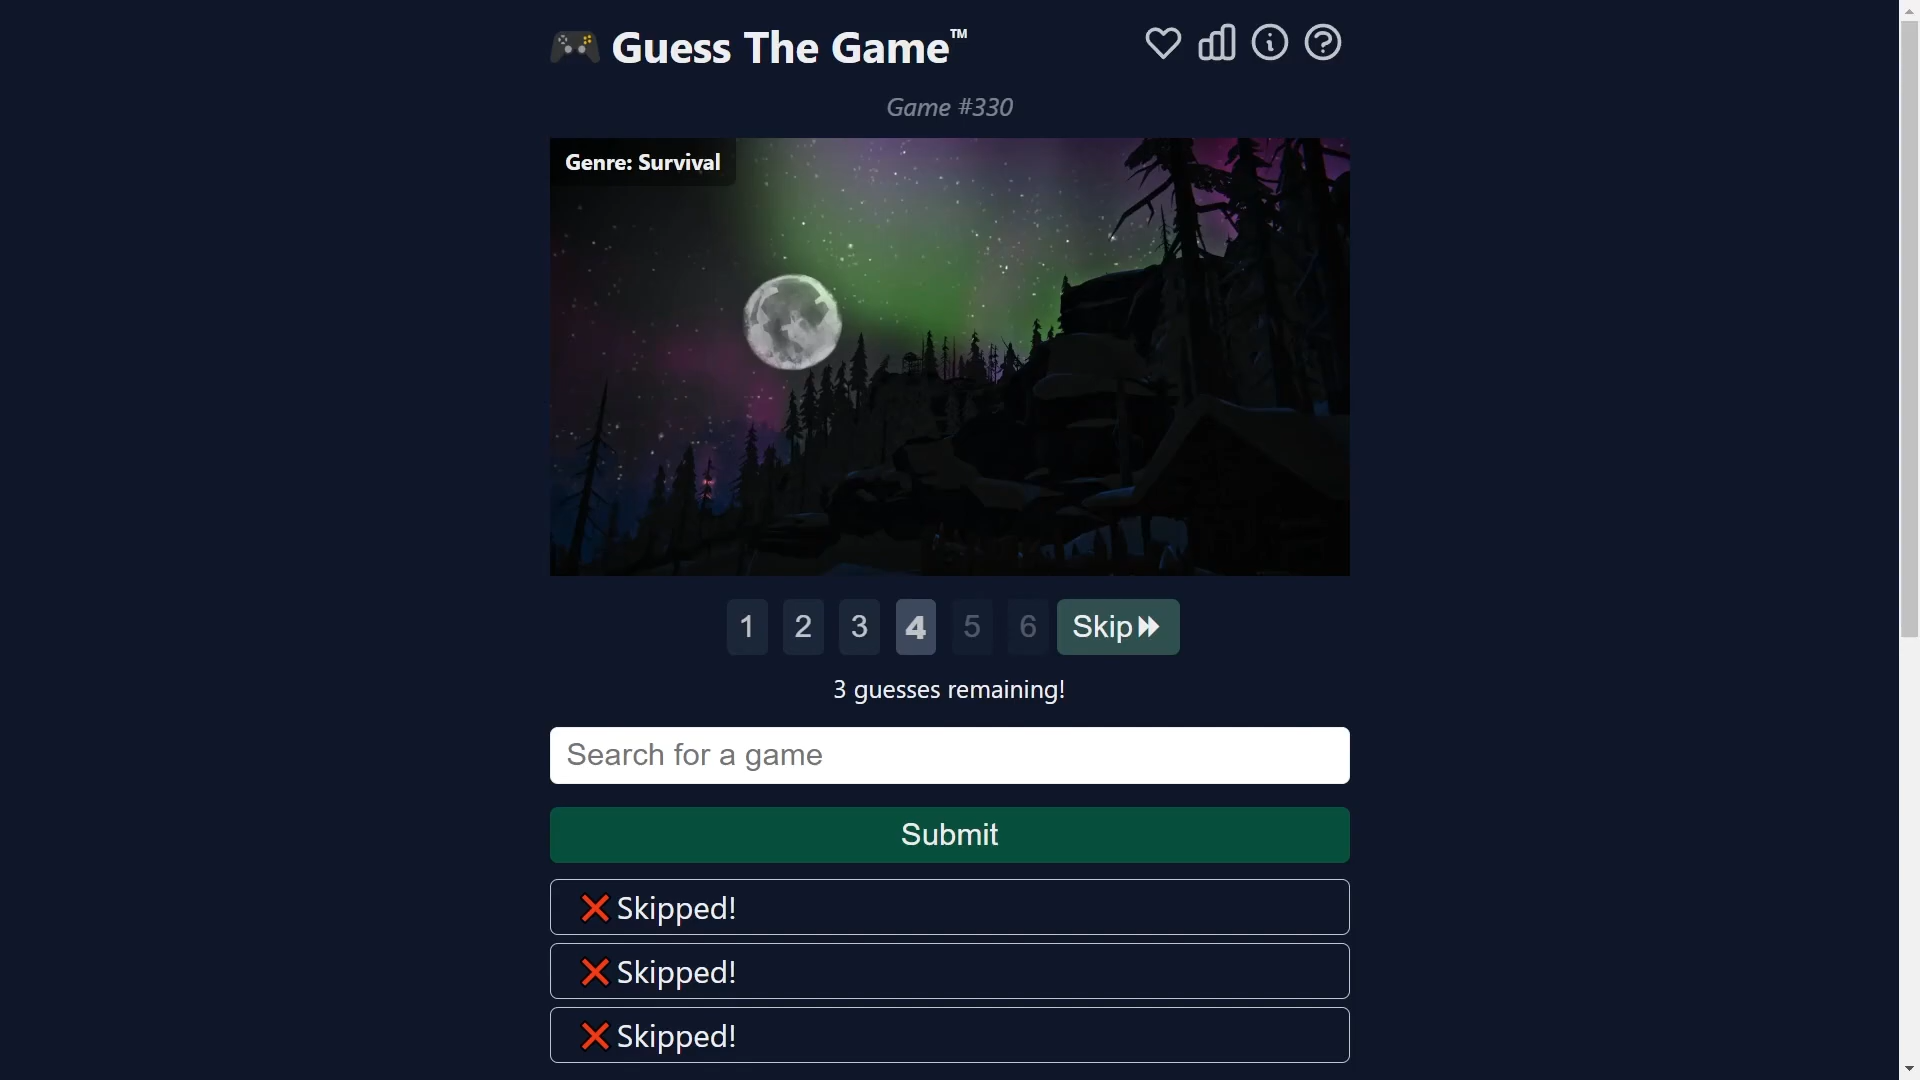 Guess The Game™
Game #330
Genre: Survival
1 2 3 4 5 6 Skip
3 guesses remaining!
Search for a game
Submit
Skipped!
Skipped!
Skipped!